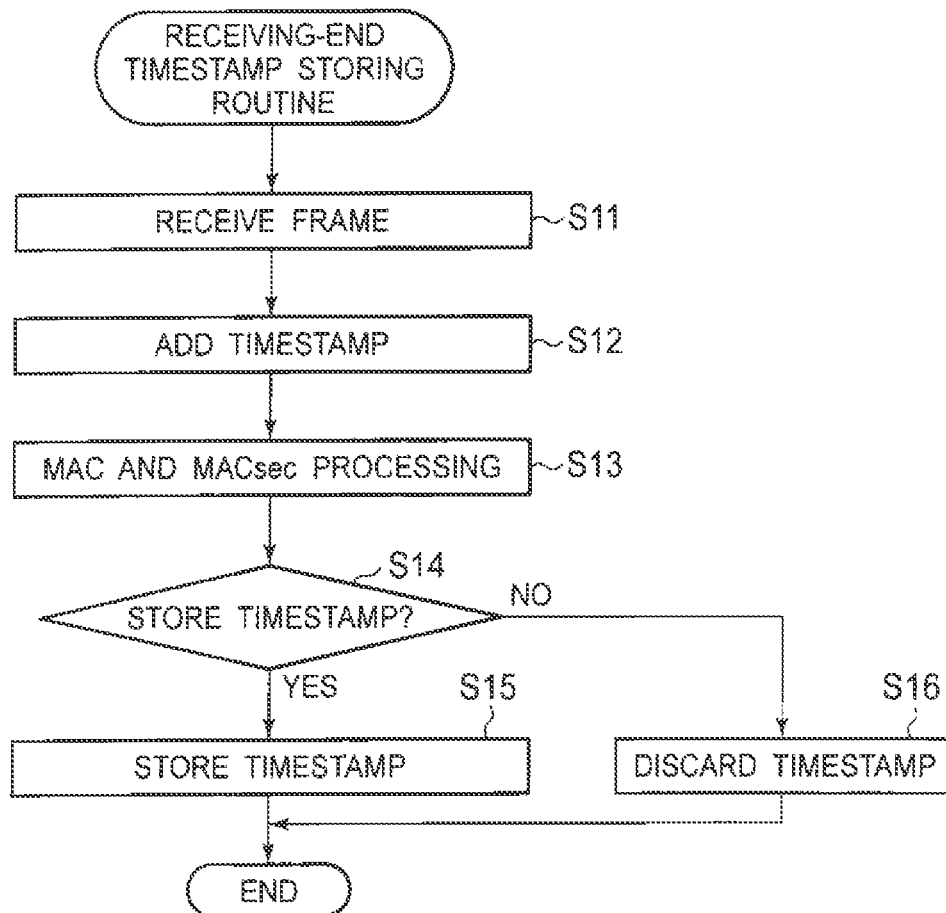 RECEIVING-END
TIMESTAMP STORING
ROUTINE
RECEIVE FRAME
S11
ADD TIMESTAMP
S12
MAC AND MACsec PROCESSING
S13
S14
STORE TIMESTAMP?
NO
YES
S15
STORE TIMESTAMP
S16
DISCARD TIMESTAMP
END